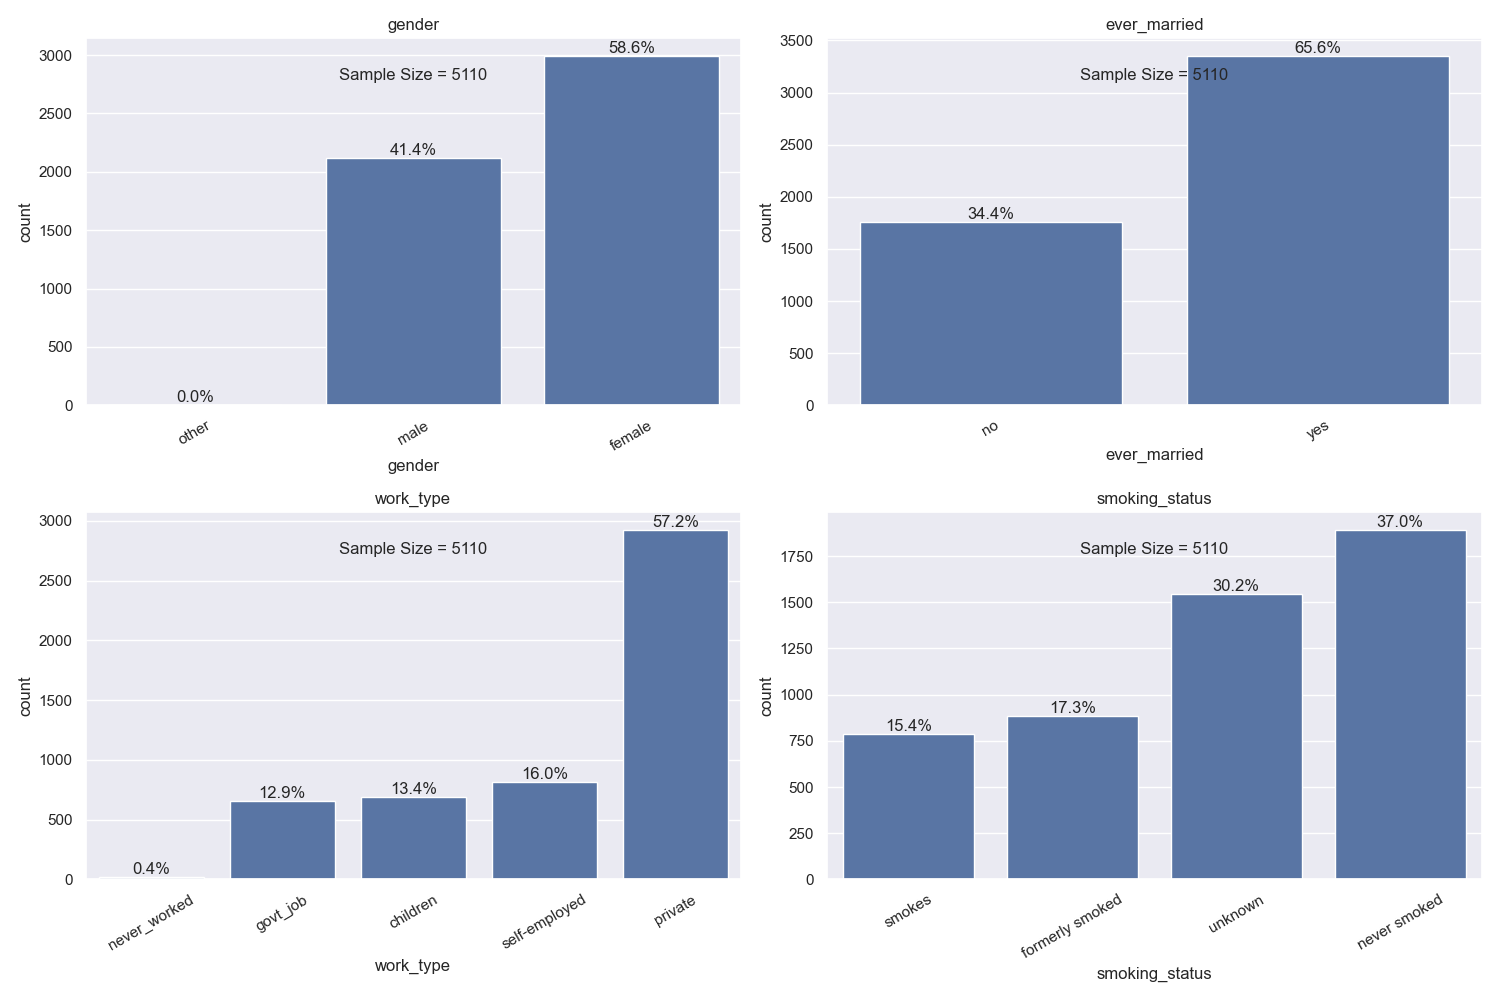 gender
58.6%
Sample Size = 5110
41.4%
0.0%
3000
2500
2000
1500
1000
500
0
count
other
male
female
gender
ever_married
65.6%
Sample Size = 5110
34.4%
3500
3000
2500
2000
1500
1000
500
0
count
no
yes
ever_married
work_type
57.2%
Sample Size = 5110
16.0%
13.4%
12.9%
0.4%
3000
2500
2000
1500
1000
500
0
count
never_worked
govt_job
children
self-employed
private
work_type
smoking_status
37.0%
Sample Size = 5110
30.2%
17.3%
15.4%
1750
1500
1250
1000
750
500
250
0
count
smokes
formerly smoked
unknown
never smoked
smoking_status